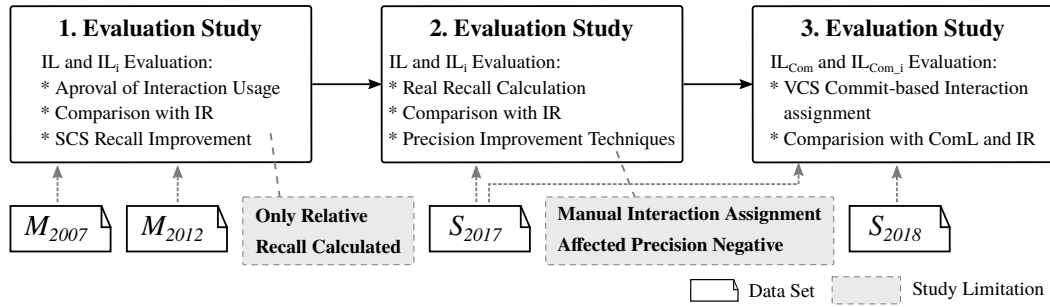 1. Evaluation Study
IL and ILi Evaluation:
* Aproval of Interaction Usage
* Comparison with IR
* SCS Recall Improvement
2. Evaluation Study
IL and ILi Evaluation:
* Real Recall Calculation
* Comparison with IR
* Precision Improvement Techniques
3. Evaluation Study
ILCom and ILCom_i Evaluation:
* VCS Commit-based Interaction
assignment
* Comparision with ComL and IR
M2007
M2012
Only Relative
Recall Calculated
S2017
Manual Interaction Assignment
Affected Precision Negative
S2018
Data Set
Study Limitation